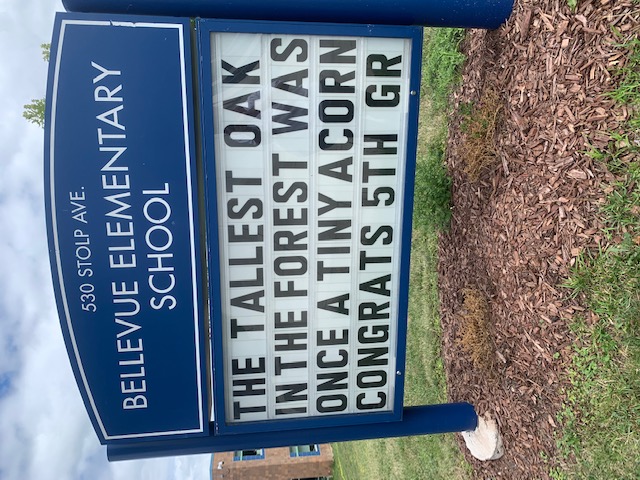 530 STOLP AVE.
BELLEVUE ELEMENTARY
SCHOOL
THE TALLEST OAK
IN THE FOREST WAS
ONCE A TINY ACORN
CONGRATS 5TH GR